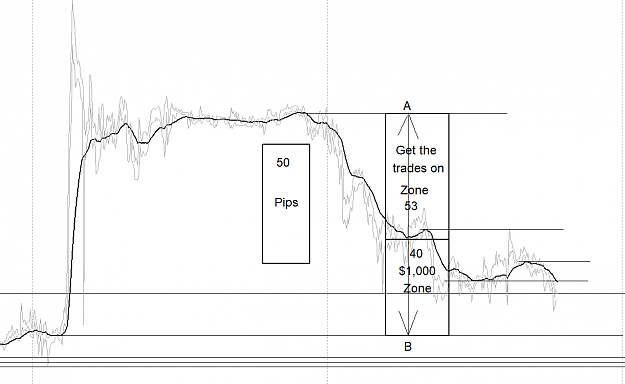 A
50
Pips
Get the
trades on
Zone
53
40
$1,000
Zone
B